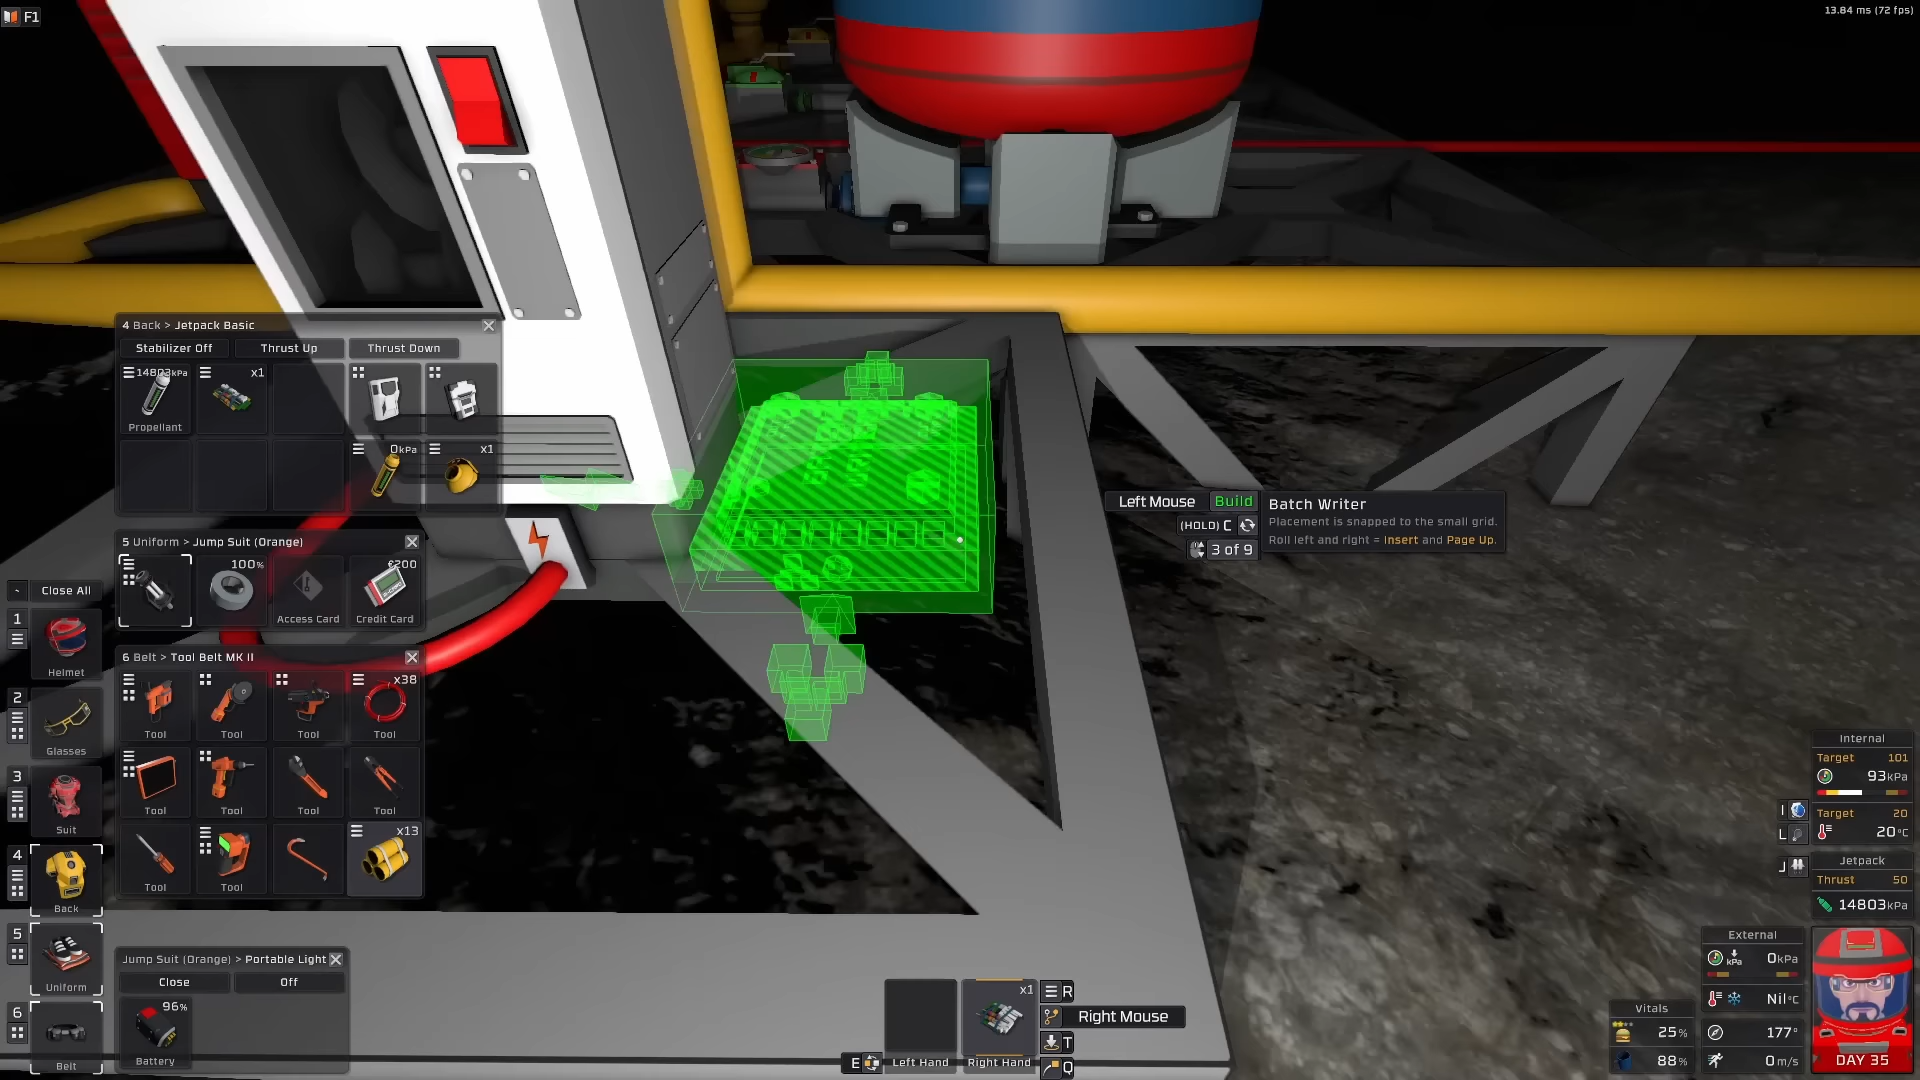 F1
13.84 ms (72 fps)
4 Back > Jetpack Basic
Stabilizer Off
Thrust Up
Thrust Down
14803kPa
x1
Propellant
0kPa
x1
5 Uniform > Jump Suit (Orange)
100%
€200
Access Card
Credit Card
6 Belt > Tool Belt MK II
x38
Tool
Tool
Tool
Tool
Tool
Tool
Tool
Tool
x13
Tool
Tool
Tool
Jump Suit (Orange) > Portable Light
Close
Off
96%
Battery
~
Close All
1
Helmet
2
Glasses
3
Suit
4
Back
5
Uniform
6
Belt
Left Mouse
Build
(HOLD) C
3 of 9
Batch Writer
Placement is snapped to the small grid.
Roll left and right = Insert and Page Up.
x1
R
Right Mouse
T
Q
E
Left Hand
Right Hand
Internal
Target 101
93kPa
Target 20
20°C
I
L
J
Jetpack
Thrust 50
14803kPa
External
kPa
0kPa
Nil°C
177°
0m/s
Vitals
25%
88%
DAY 35